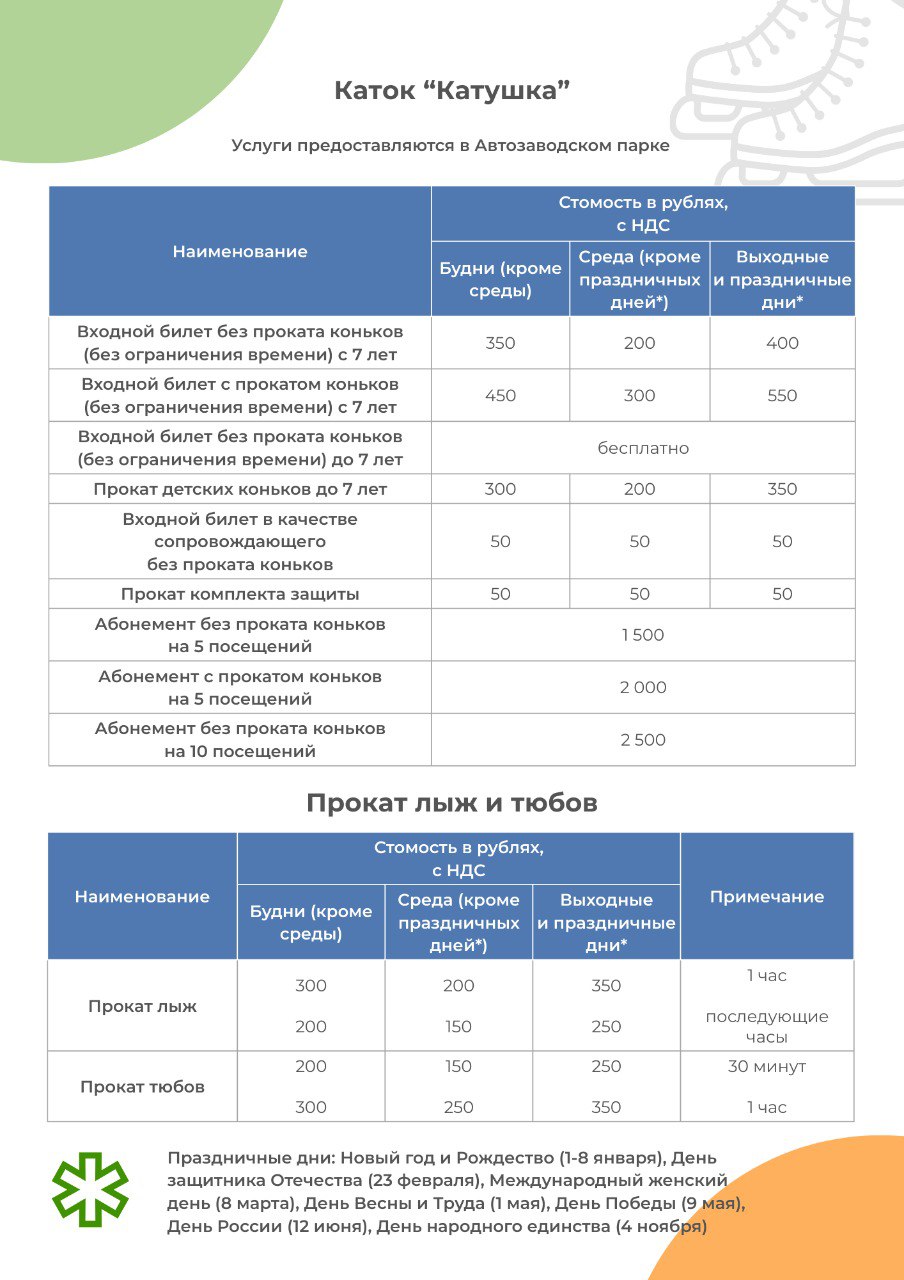 Каток “Катушка”
Услуги предоставляются в Автозаводском парке
Наименование
Стомость в рублях,
с НДС
Будни (кроме
среды)
Среда (кроме
праздничных
дней*)
Выходные
и праздничные
дни*
Входной билет без проката коньков
(без ограничения времени) с 7 лет
350
200
400
Входной билет с прокатом коньков
(без ограничения времени) с 7 лет
450
300
550
Входной билет без проката коньков
(без ограничения времени) до 7 лет
бесплатно
Прокат детских коньков до 7 лет
300
200
350
Входной билет в качестве
сопровождающего
без проката коньков
50
50
50
Прокат комплекта защиты
50
50
50
Абонемент без проката коньков
на 5 посещений
1 500
Абонемент с прокатом коньков
на 5 посещений
2 000
Абонемент без проката коньков
на 10 посещений
2 500
Прокат лыж и тюбов
Наименование
Стомость в рублях,
с НДС
Будни (кроме
среды)
Среда (кроме
праздничных
дней*)
Выходные
и праздничные
дни*
Примечание
Прокат лыж
300
200
350
1 час
200
150
250
последующие
часы
Прокат тюбов
200
150
250
30 минут
300
250
350
1 час
Праздничные дни: Новый год и Рождество (1-8 января), День
защитника Отечества (23 февраля), Международный женский
день (8 марта), День Весны и Труда (1 мая), День Победы (9 мая),
День России (12 июня), День народного единства (4 ноября)